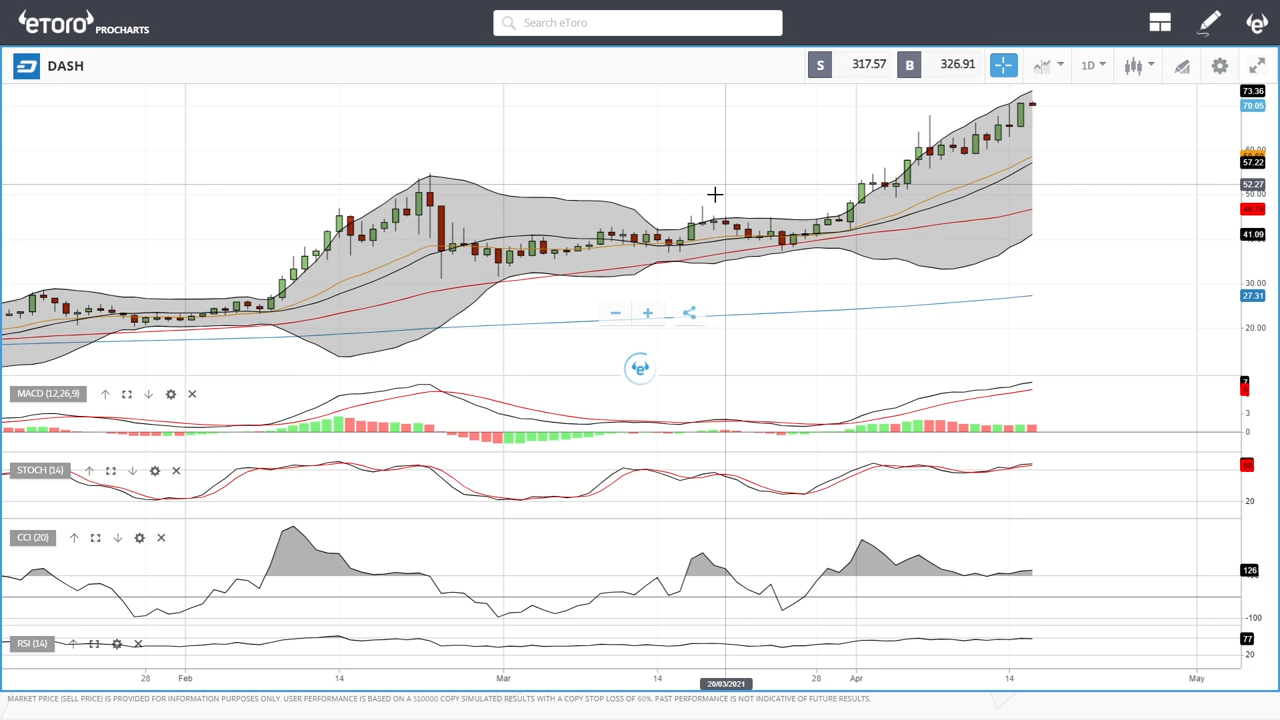 eToro PROCHARTS
Search eToro
DASH
S 317.57 B 326.91
1D
73.36
70.05
60.00
57.22
52.27
50.00
41.09
30.00
27.31
20.00
MACD (12,26,9)
7
3
0
STOCH (14)
20
CCI (20)
126
-100
RSI (14)
77
20
28 Feb 14 Mar 14 20/03/2021 28 Apr 14 May
MARKET PRICE (SELL PRICE) IS PROVIDED FOR INFORMATION PURPOSES ONLY. USER PERFORMANCE IS BASED ON A $10000 COPY SIMULATED RESULTS WITH A COPY STOP LOSS OF 60%. PAST PERFORMANCE IS NOT INDICATIVE OF FUTURE RESULTS.